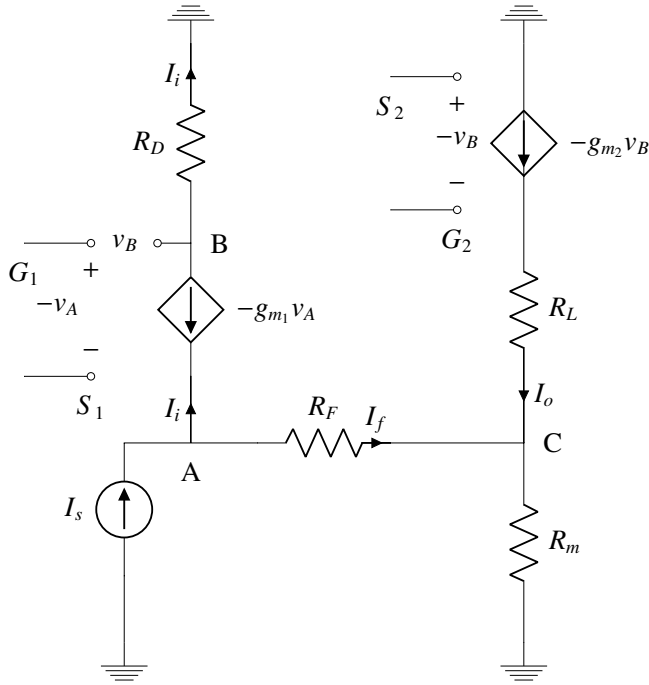 I_i
R_D
S_2
+
−v_B
−g_{m_2}v_B
−
G_2
v_B
B
G_1
+
−v_A
−g_{m_1}v_A
−
S_1
R_L
I_i
R_F
I_f
I_o
A
C
I_s
R_m